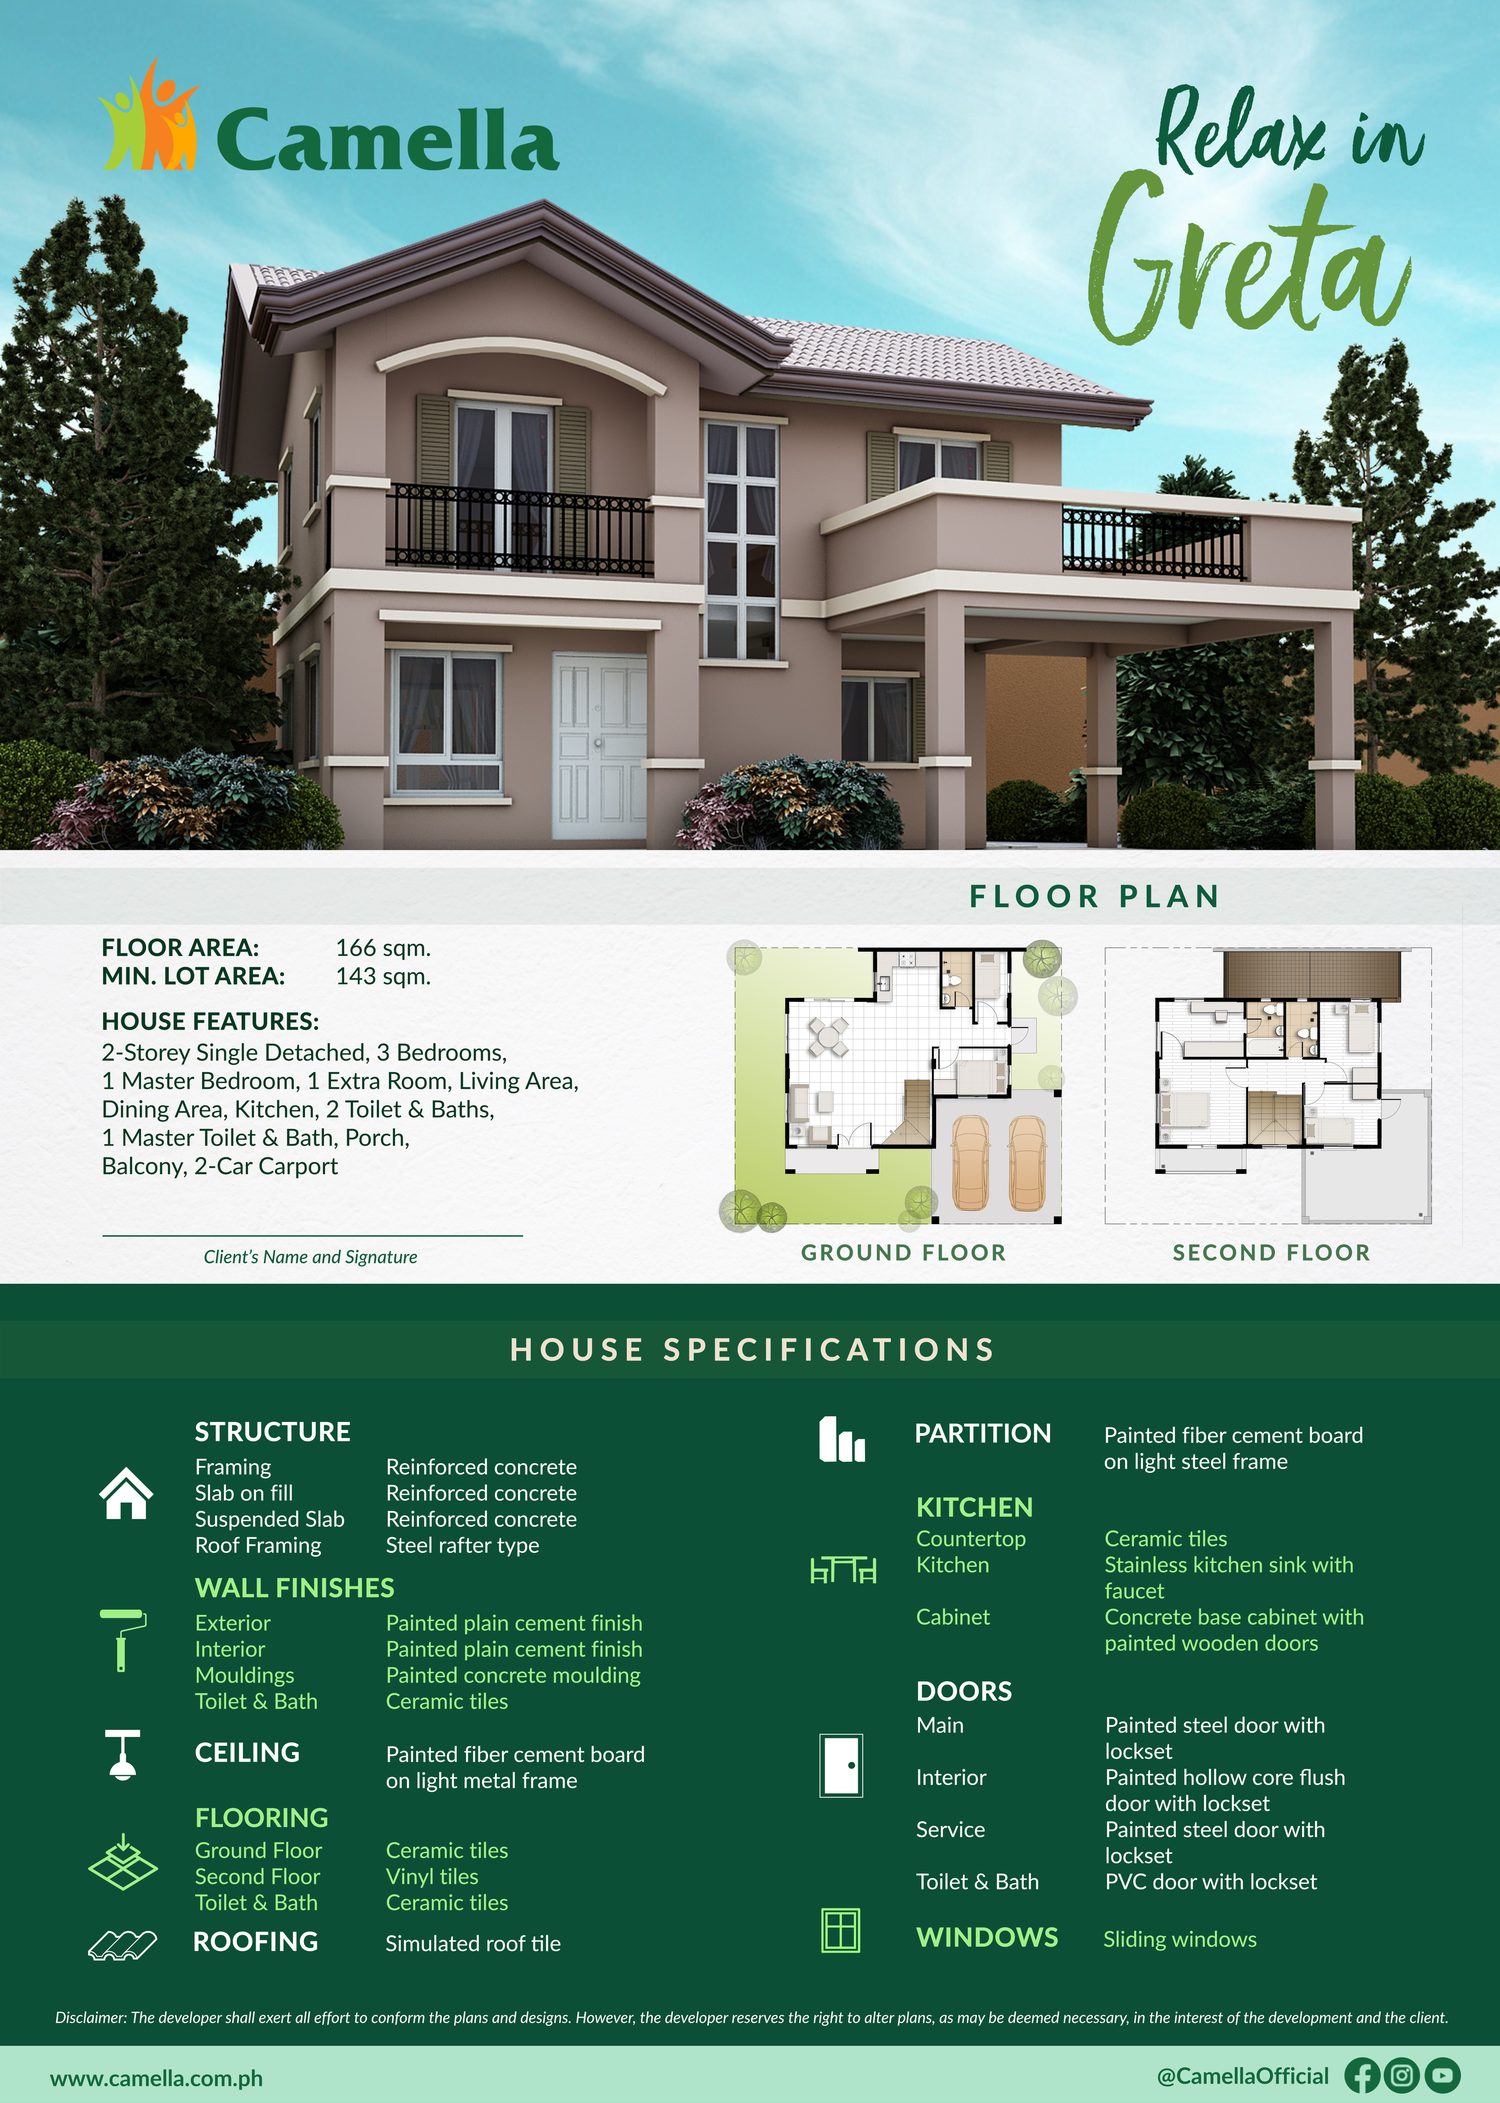 Camella
Relax in
Greta
FLOOR PLAN
FLOOR AREA: 166 sqm.
MIN. LOT AREA: 143 sqm.
HOUSE FEATURES:
2-Storey Single Detached, 3 Bedrooms,
1 Master Bedroom, 1 Extra Room, Living Area,
Dining Area, Kitchen, 2 Toilet & Baths,
1 Master Toilet & Bath, Porch,
Balcony, 2-Car Carport
Client's Name and Signature
GROUND FLOOR
SECOND FLOOR
HOUSE SPECIFICATIONS
STRUCTURE
Framing Reinforced concrete
Slab on fill Reinforced concrete
Suspended Slab Reinforced concrete
Roof Framing Steel rafter type
WALL FINISHES
Exterior Painted plain cement finish
Interior Painted plain cement finish
Mouldings Painted concrete moulding
Toilet & Bath Ceramic tiles
CEILING Painted fiber cement board
on light metal frame
FLOORING
Ground Floor Ceramic tiles
Second Floor Vinyl tiles
Toilet & Bath Ceramic tiles
ROOFING Simulated roof tile
PARTITION Painted fiber cement board
on light steel frame
KITCHEN
Countertop Ceramic tiles
Kitchen Stainless kitchen sink with
faucet
Cabinet Concrete base cabinet with
painted wooden doors
DOORS
Main Painted steel door with
lockset
Interior Painted hollow core flush
door with lockset
Service Painted steel door with
lockset
Toilet & Bath PVC door with lockset
WINDOWS Sliding windows
Disclaimer: The developer shall exert all effort to conform the plans and designs. However, the developer reserves the right to alter plans, as may be deemed necessary, in the interest of the development and the client.
www.camella.com.ph
@CamellaOfficial